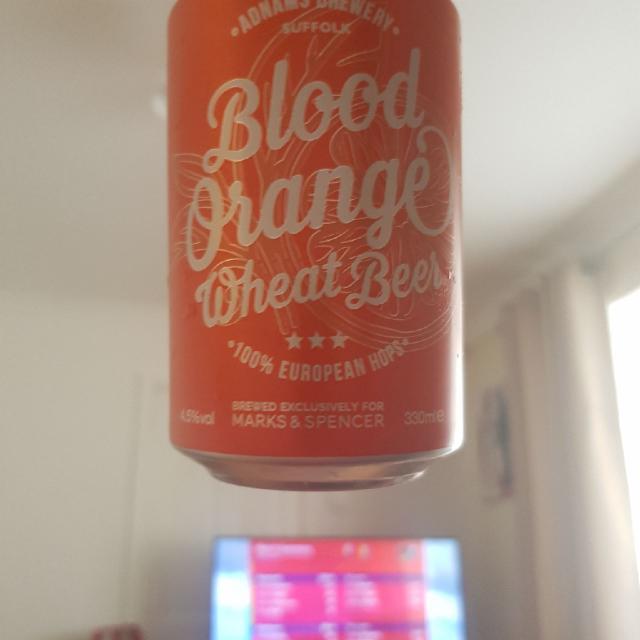 •ADNAMS BREWERY•
SUFFOLK
Blood
Orange
Wheat Beer
★★★
•100% EUROPEAN HOPS•
4.5%vol
BREWED EXCLUSIVELY FOR
MARKS & SPENCER
330ml e